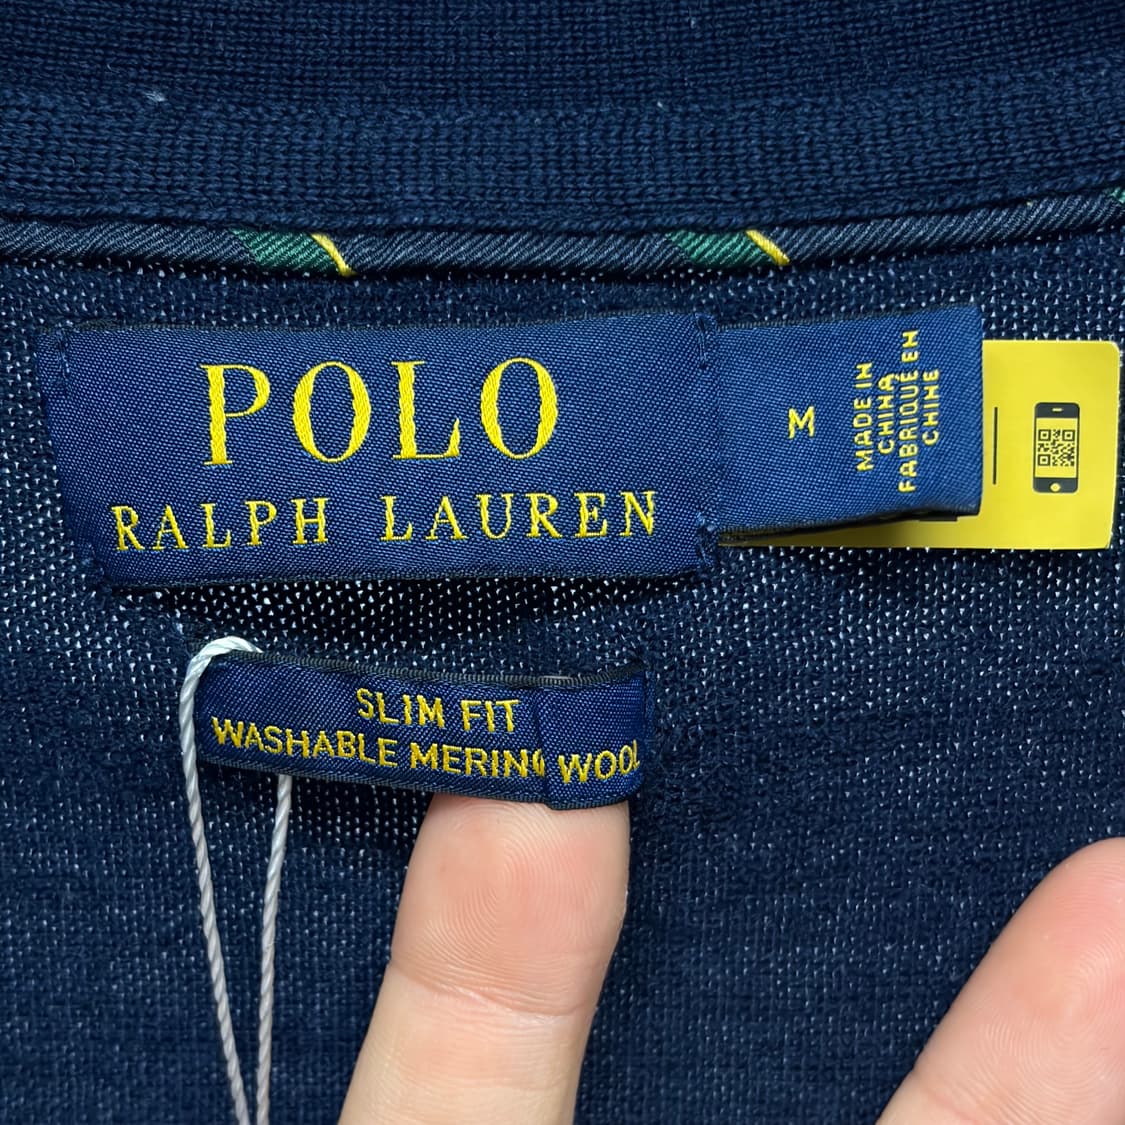 POLO
RALPH LAUREN
M
MADE IN
CHINA
FABRIQUÉ EN
CHINE
SLIM FIT
WASHABLE MERINO WOOL